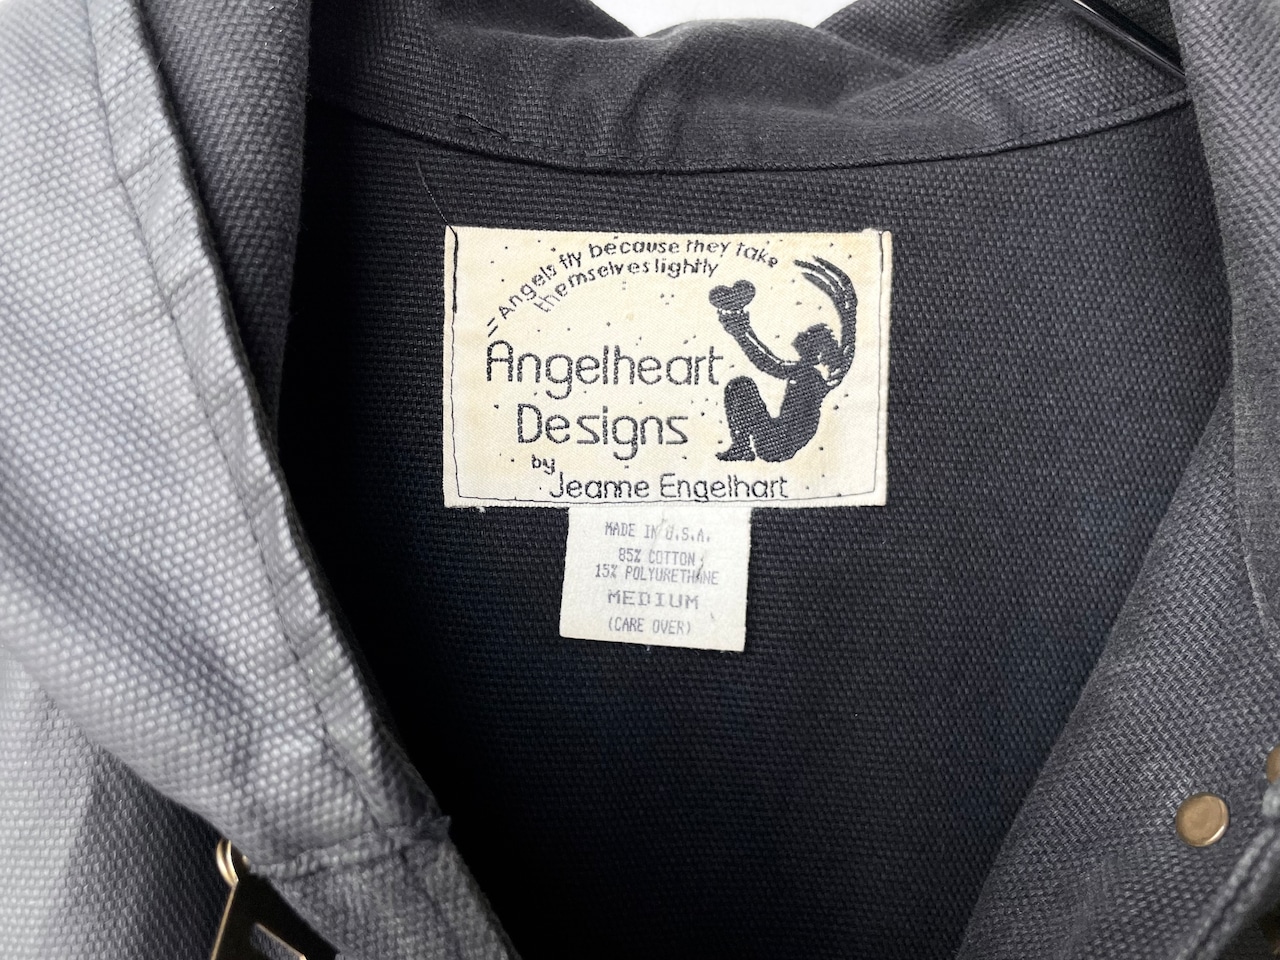 Angels fly because they take
themselves lightly
Angelheart
Designs
by
Jeanne Engelhart
MADE IN U.S.A.
85% COTTON
15% POLYURETHANE
MEDIUM
(CARE OVER)